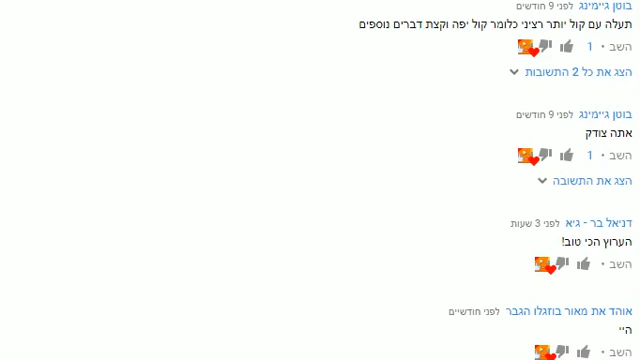 בוטן גיימינג לפני 9 חודשים
תעלה עם קול יותר רציני כלומר קול יפה וקצת דברים נוספים
השב • 1
הצג את כל 2 התשובות
בוטן גיימינג לפני 9 חודשים
אתה צודק
השב • 1
הצג את התשובה
דניאל בר - גיא לפני 3 שעות
הערוץ הכי טוב!
השב •
אוהד את מאור בוזגלו הגבר לפני חודשיים
היי
השב •